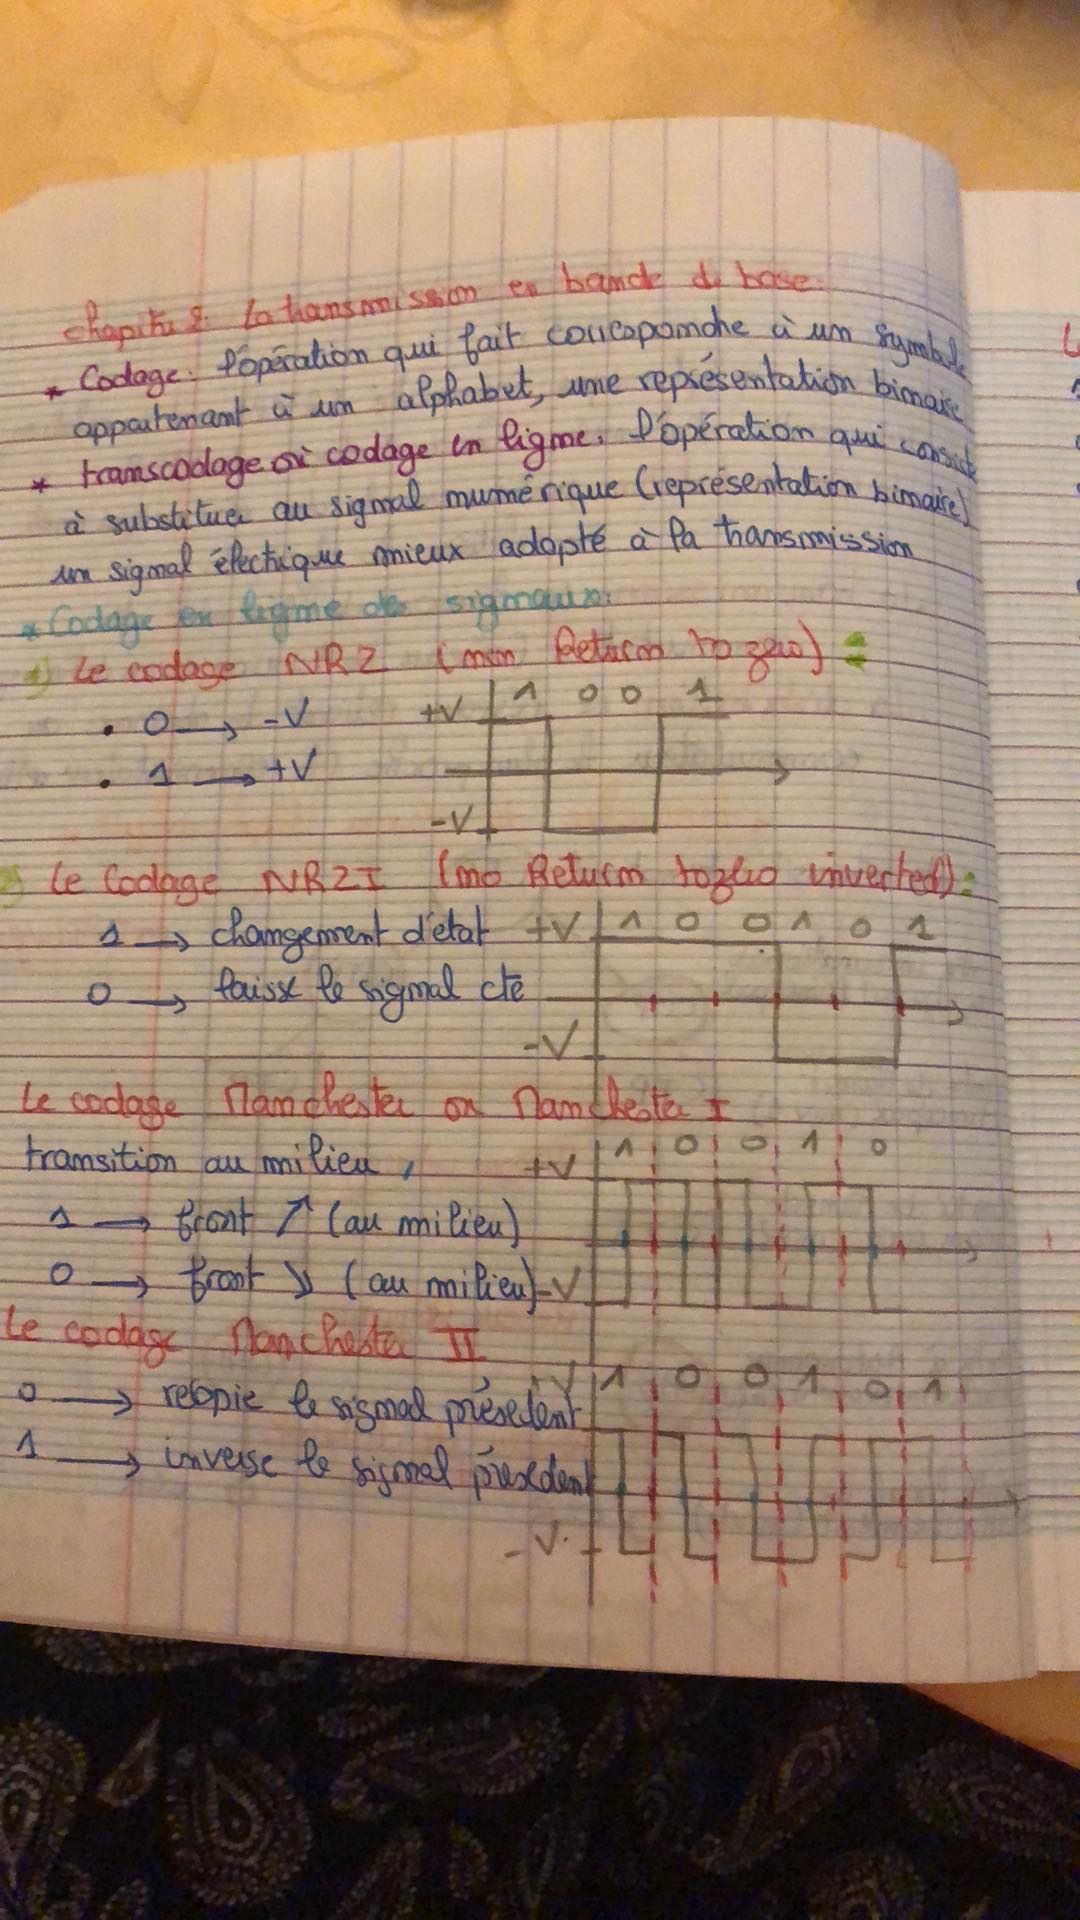 Chapitre 2: La transmission en bande de base.
* Codage: l'opération qui fait correspondre à un symbole
appartenant à un alphabet, une représentation binaire
* transcodage ou codage en ligne. l'opération qui consiste
à substituer au signal numérique (représentation binaire)
un signal électrique mieux adapté à la transmission
* Codage en ligne de signaux:
1) Le codage NRZ (non Return to zero) :
+V 1 0 0 1
• 0 → -V
• 1 → +V
-V
2) Le Codage NRZI (no Return to zero inverted):
1 → changement d'état +V 1 0 0 1 0 1
0 → laisse le signal cte
-V
Le codage Manchester ou Manchester I
transition au milieu, +V 1 0 0 1 0
1 → front ↗ (au milieu)
0 → front ↘ (au milieu) -V
Le codage Manchester II
+V 1 0 0 1 0 1
0 → recopie le signal présedent
1 → inverse le signal présedent
-V